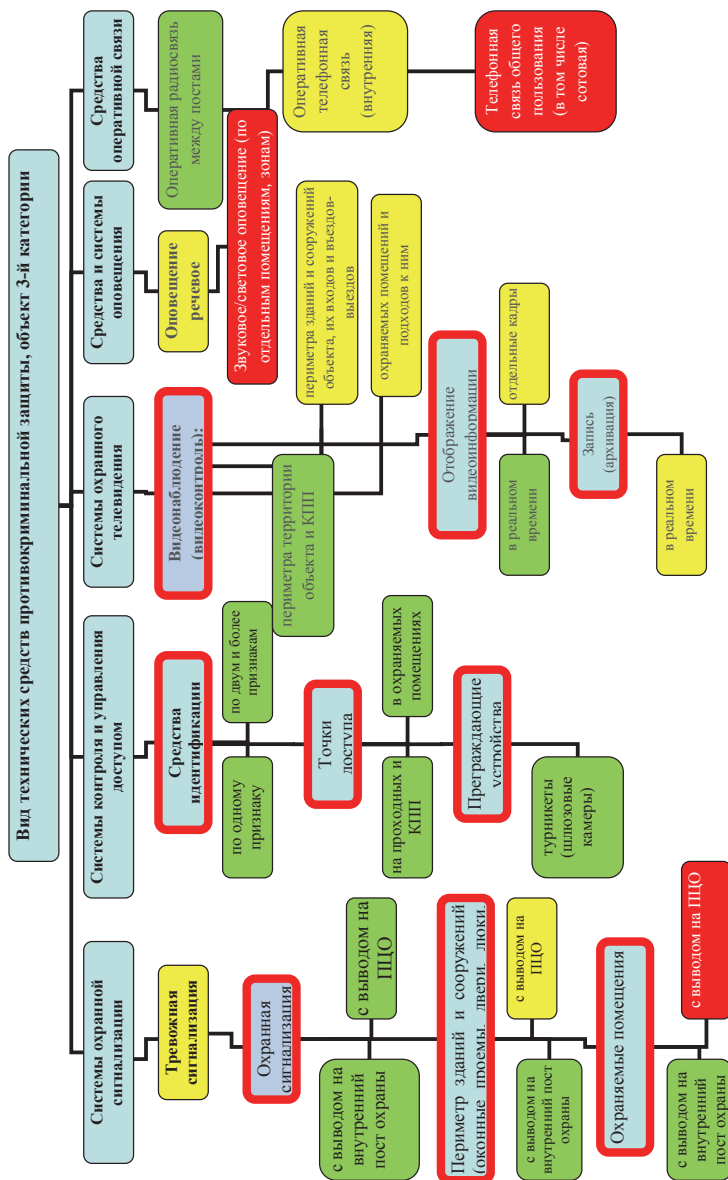 Вид технических средств противокриминальной защиты, объект 3-й категории
Системы охранной
сигнализации
Тревожная
сигнализация
Охранная
сигнализация
с выводом на
внутренний
пост охраны
с выводом на
ПЦО
Периметр зданий и сооружений
(оконные проемы, двери, люки,
с выводом на
внутренний пост
охраны
с выводом на
ПЦО
Охраняемые помещения
с выводом на
внутренний
пост охраны
с выводом на ПЦО
Системы контроля и управления
доступом
Средства
идентификации
по одному
признаку
по двум и более
признакам
Точки
доступа
на проходных и
КПП
в охраняемых
помещениях
Преграждающие
устройства
турникеты
(шлюзовые
камеры)
Системы охранного
телевидения
Видеонаблюдение
(видеоконтроль):
периметра территории
объекта и КПП
периметра зданий и сооружений
объекта, их входов и въездов-
выездов
охраняемых помещений и
подходов к ним
Отображение
видеоинформации
в реальном
времени
отдельные кадры
Запись
(архивация)
в реальном
времени
Средства и системы
оповещения
Оповещение
речевое
Звуковое/световое оповещение (по
отдельным помещениям, зонам)
Средства
оперативной связи
Оперативная радиосвязь
между постами
Оперативная
телефонная
связь
(внутренняя)
Телефонная
связь общего
пользования
(в том числе
сотовая)